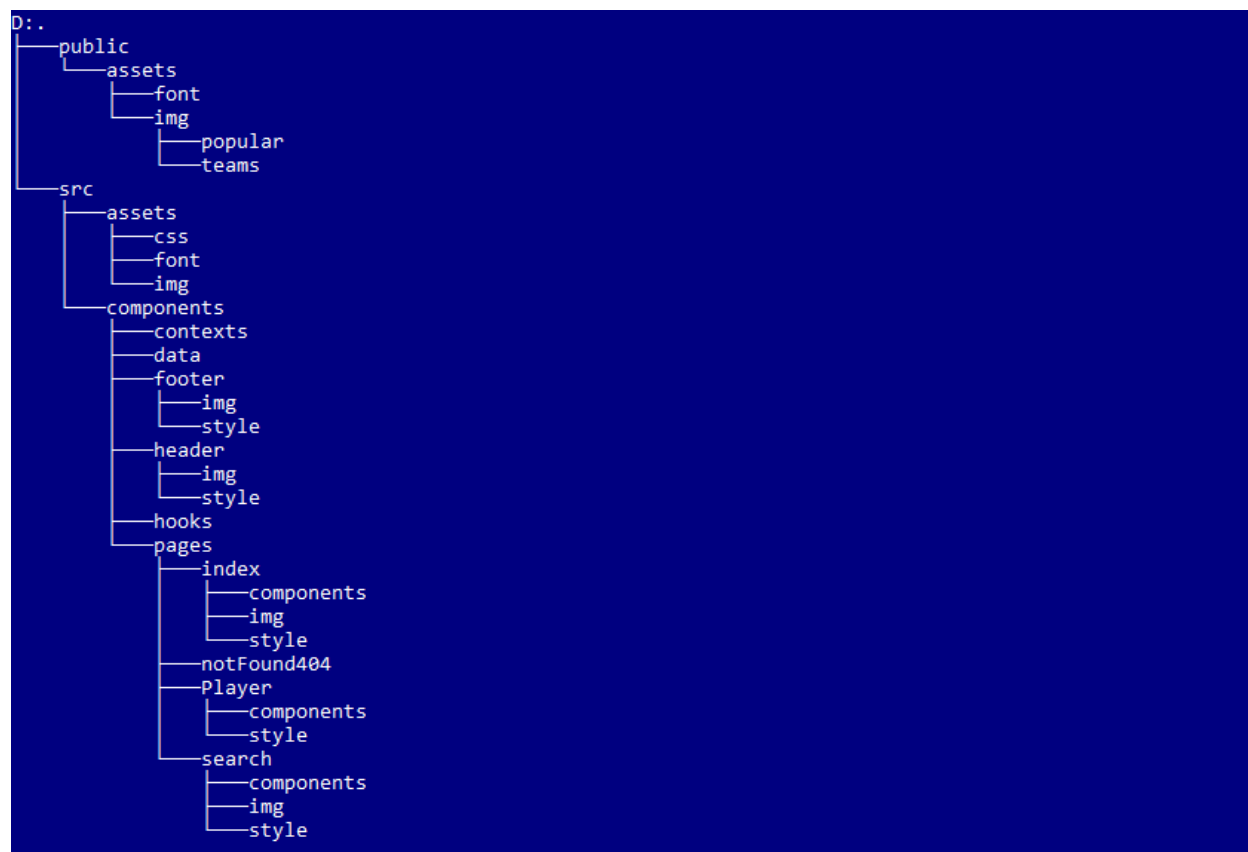 D:.
├───public
│   └───assets
│       ├───font
│       └───img
│           ├───popular
│           └───teams
└───src
    ├───assets
    │   ├───css
    │   ├───font
    │   └───img
    └───components
        ├───contexts
        ├───data
        ├───footer
        │   ├───img
        │   └───style
        ├───header
        │   ├───img
        │   └───style
        ├───hooks
        └───pages
            ├───index
            │   ├───components
            │   ├───img
            │   └───style
            ├───notFound404
            ├───Player
            │   ├───components
            │   └───style
            └───search
                ├───components
                ├───img
                └───style